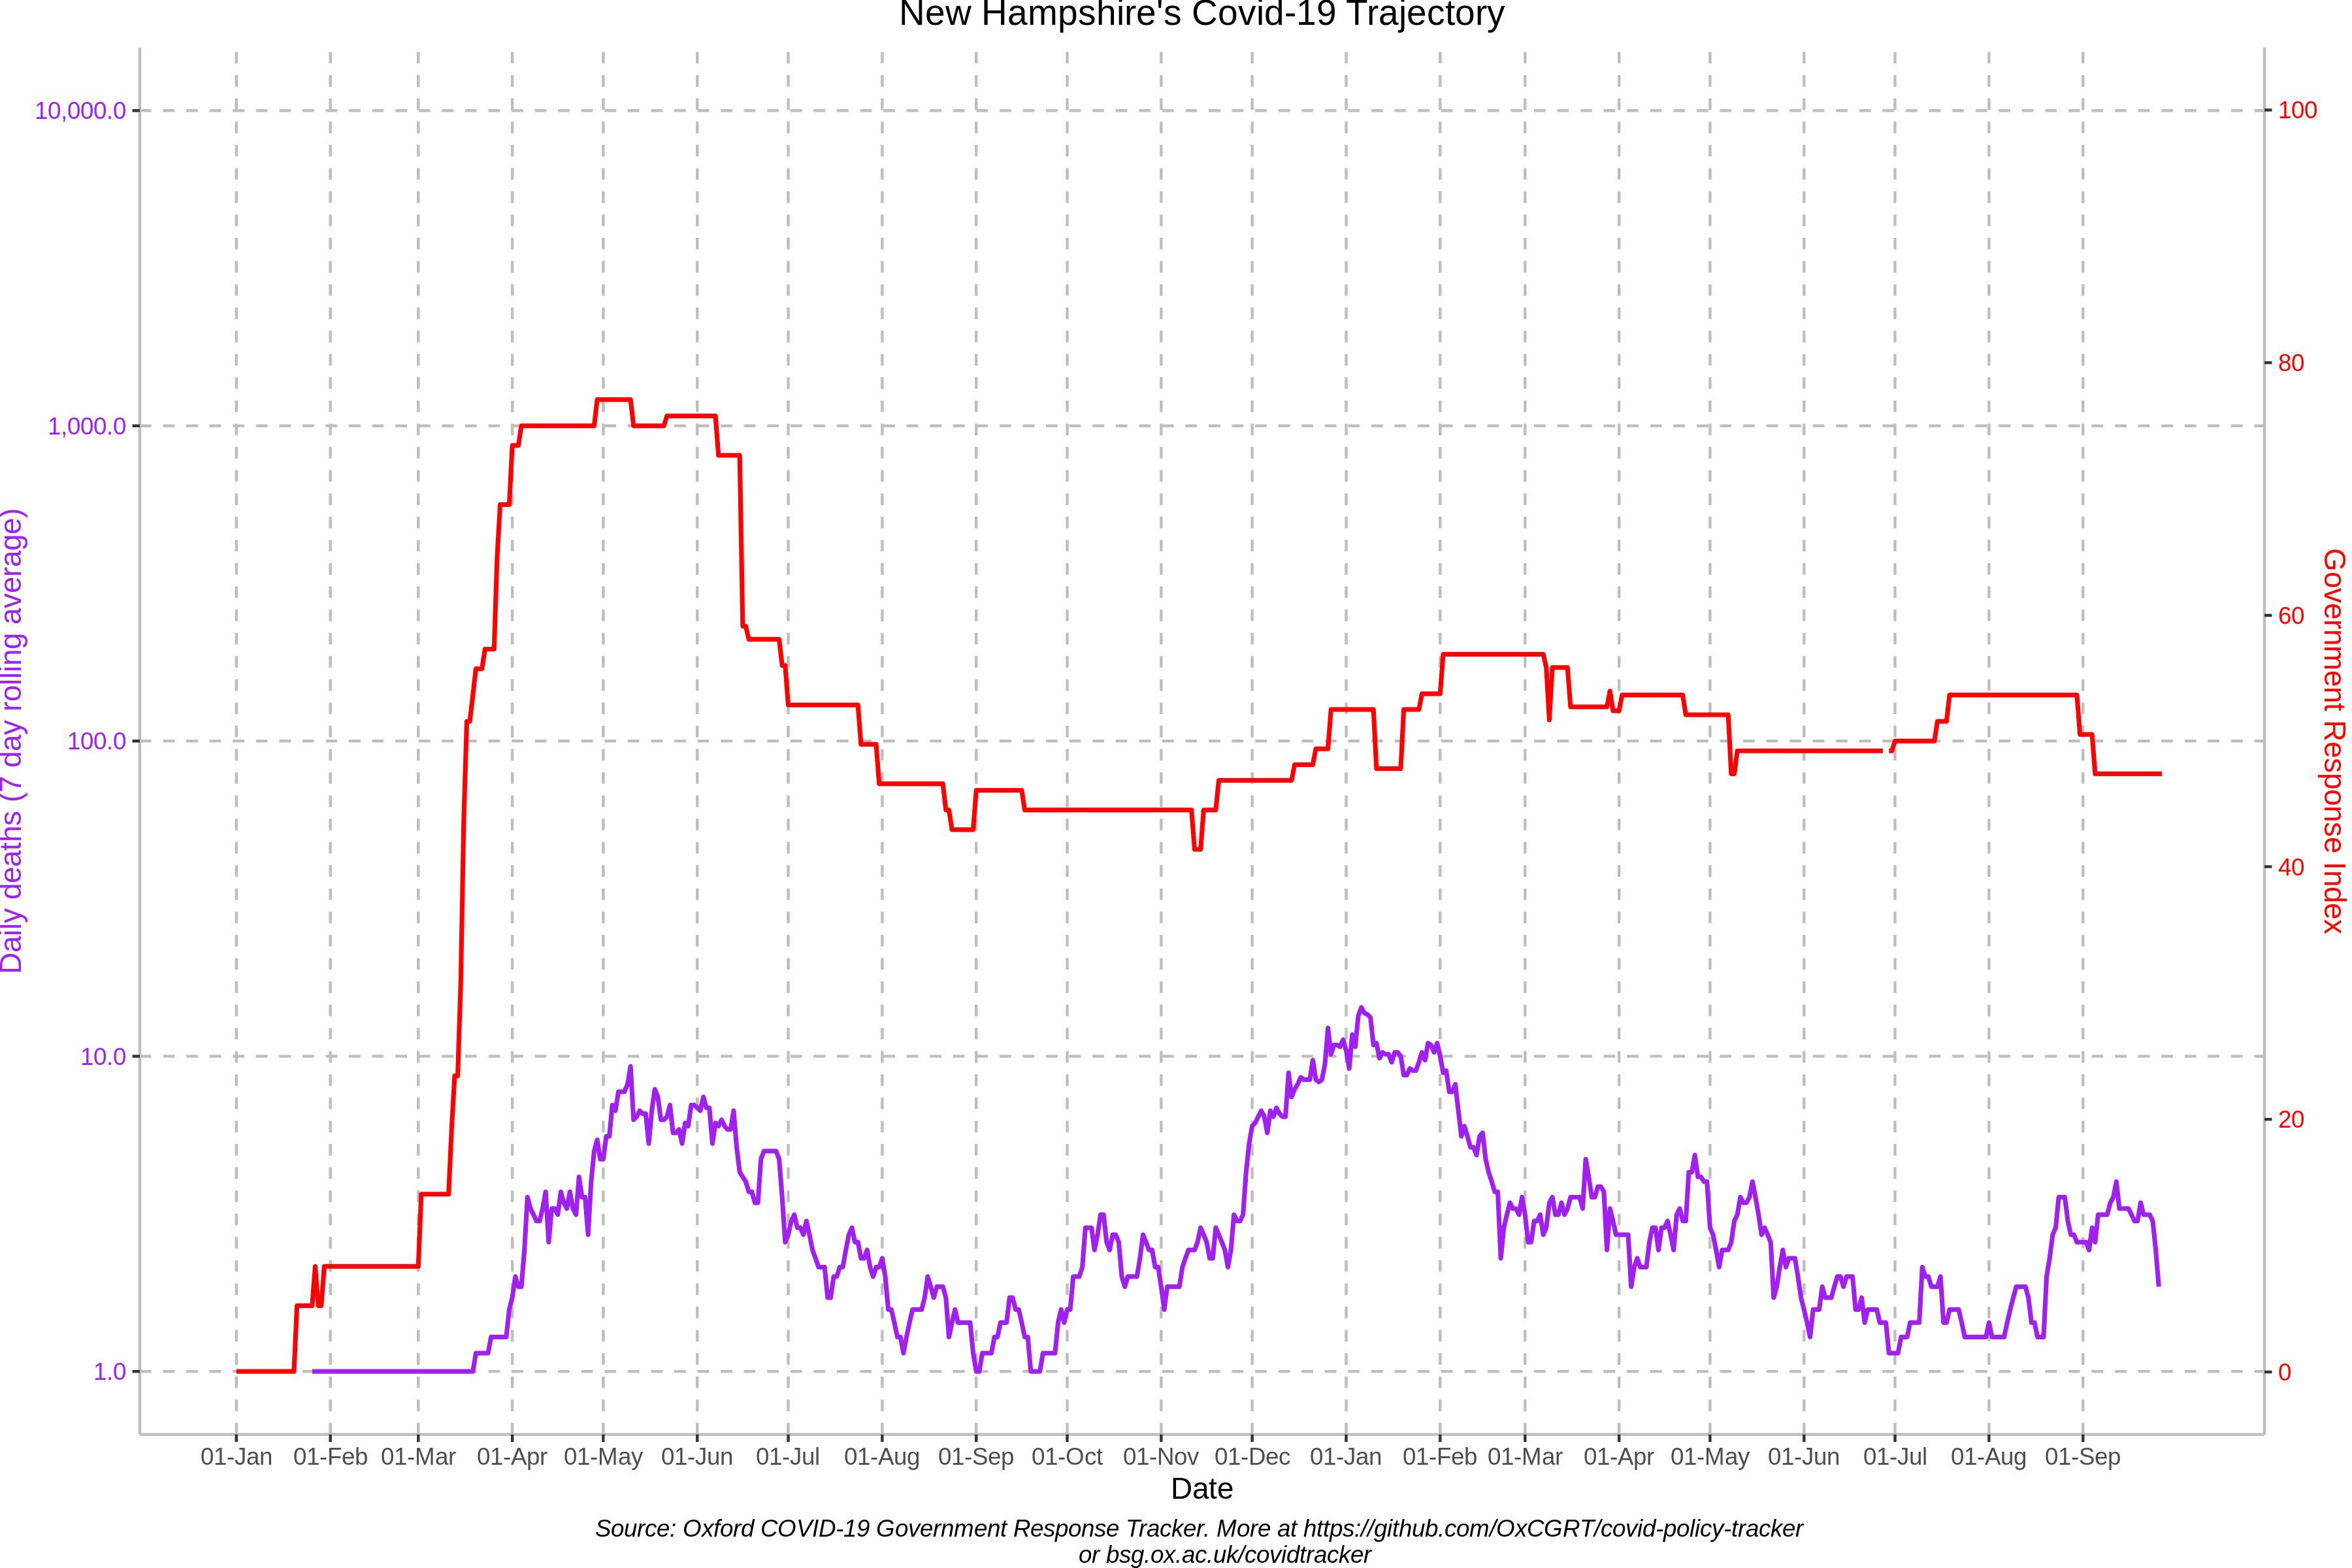 New Hampshire's Covid-19 Trajectory
Daily deaths (7 day rolling average)
10,000.0
1,000.0
100.0
10.0
1.0
100
80
60
40
20
0
Government Response Index
01-Jan 01-Feb 01-Mar 01-Apr 01-May 01-Jun 01-Jul 01-Aug 01-Sep 01-Oct 01-Nov 01-Dec 01-Jan 01-Feb 01-Mar 01-Apr 01-May 01-Jun 01-Jul 01-Aug 01-Sep
Date
Source: Oxford COVID-19 Government Response Tracker. More at https://github.com/OxCGRT/covid-policy-tracker
or bsg.ox.ac.uk/covidtracker